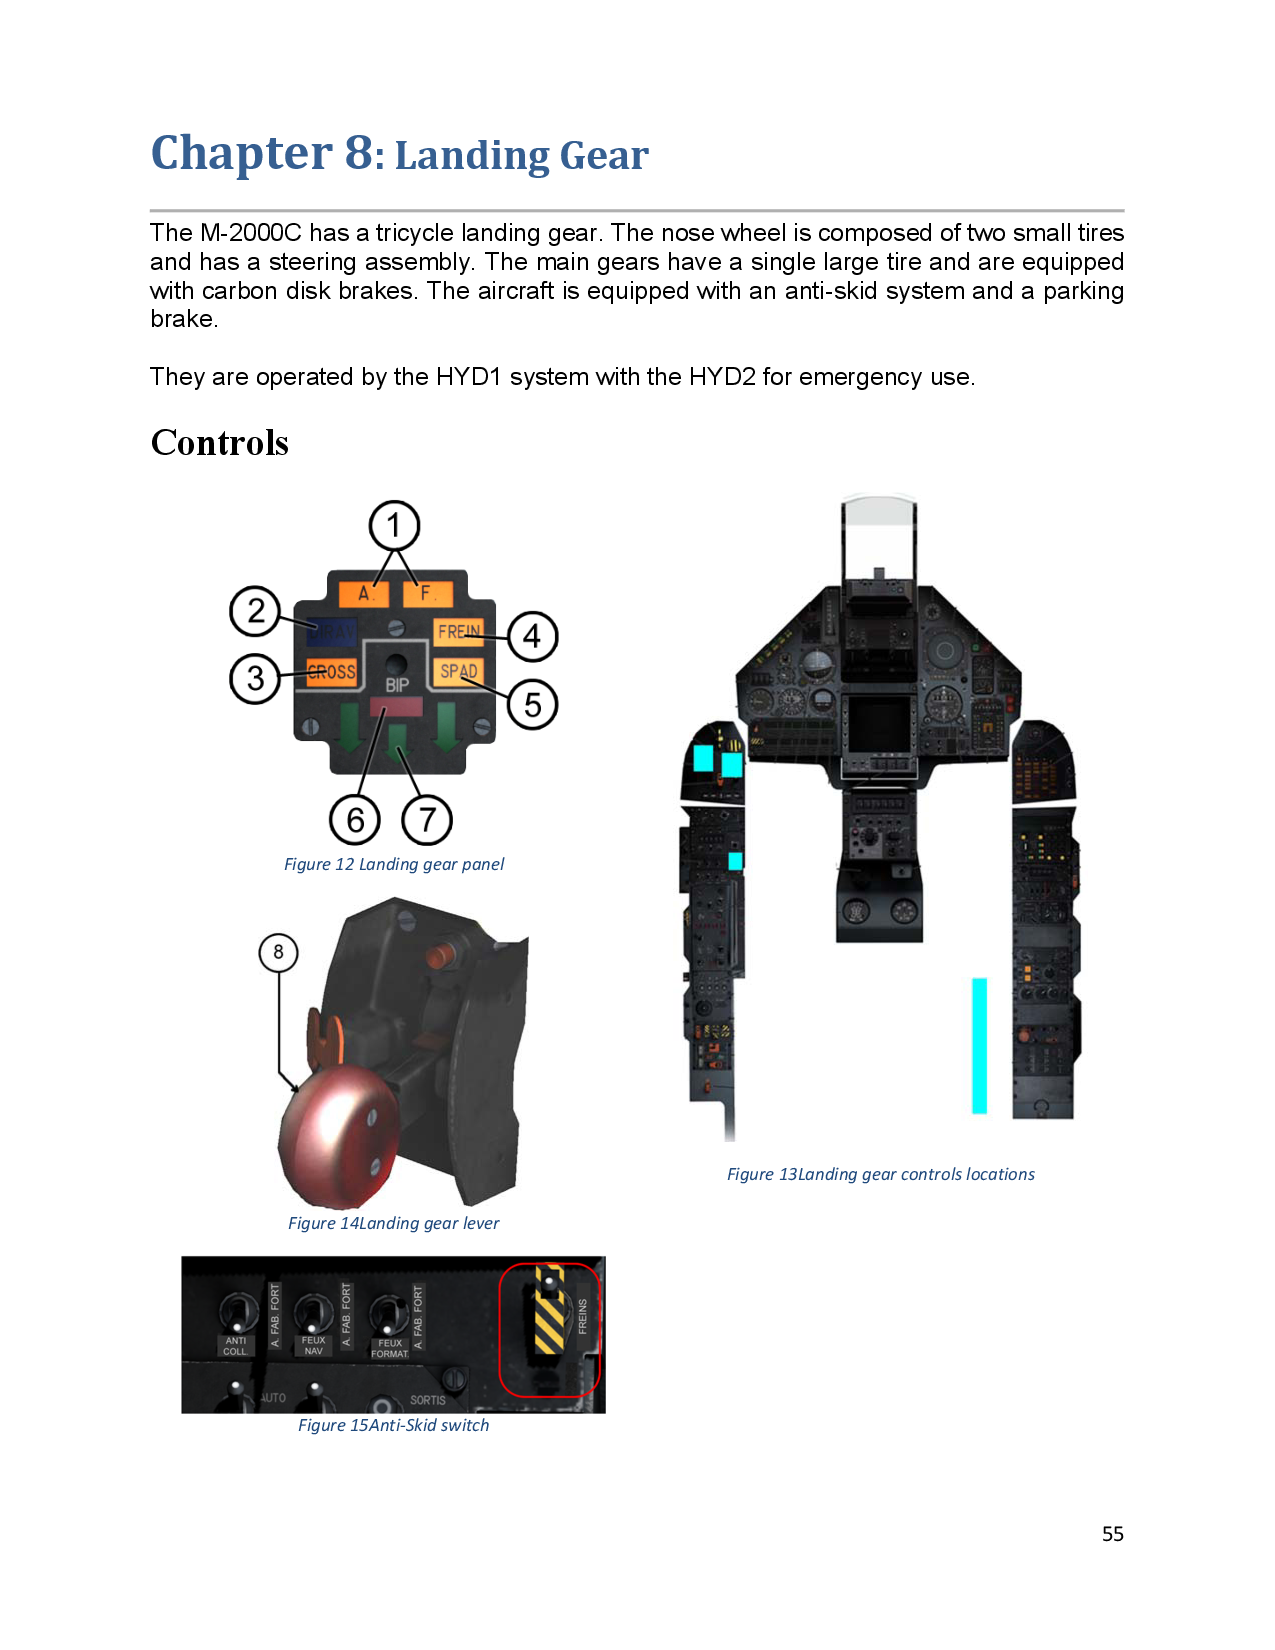 Chapter 8: Landing Gear
The M-2000C has a tricycle landing gear. The nose wheel is composed of two small tires
and has a steering assembly. The main gears have a single large tire and are equipped
with carbon disk brakes. The aircraft is equipped with an anti-skid system and a parking
brake.
They are operated by the HYD1 system with the HYD2 for emergency use.
Controls
1
A. F.
2
DIRAV
FREIN
4
3
CROSS
SPAD
5
BIP
6 7
Figure 12 Landing gear panel
8
Figure 13Landing gear controls locations
Figure 14Landing gear lever
ANTI
COLL.
A. FAB. FORT
FEUX
NAV
A. FAB. FORT
FEUX
FORMAT.
A. FAB. FORT
FREINS
AUTO
SORTIS
Figure 15Anti-Skid switch
55